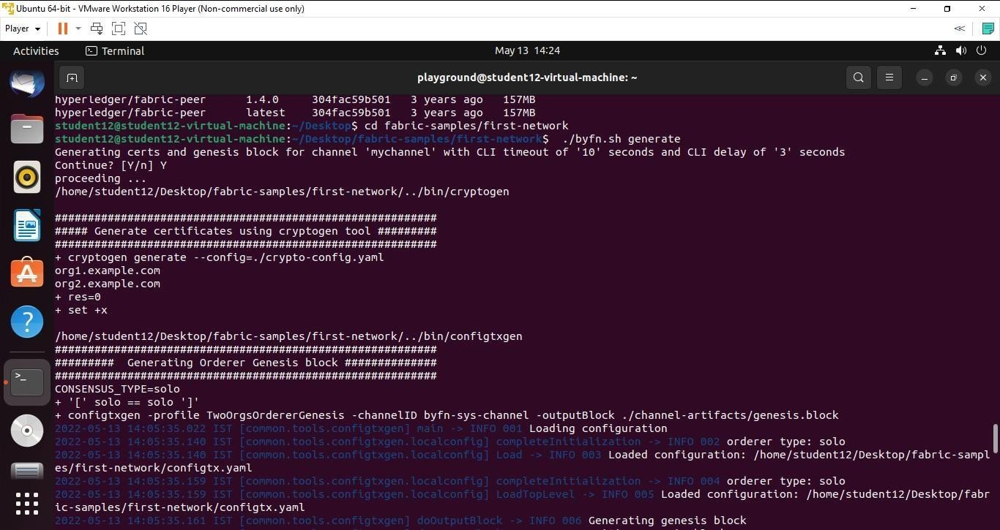 Ubuntu 64-bit - VMware Workstation 16 Player (Non-commercial use only)
Player
Activities Terminal May 13 14:24
playground@student12-virtual-machine: ~
hyperledger/fabric-peer 1.4.0 304fac59b501 3 years ago 157MB
hyperledger/fabric-peer latest 304fac59b501 3 years ago 157MB
student12@student12-virtual-machine:~/Desktop$ cd fabric-samples/first-network
student12@student12-virtual-machine:~/Desktop/fabric-samples/first-network$ ./byfn.sh generate
Generating certs and genesis block for channel 'mychannel' with CLI timeout of '10' seconds and CLI delay of '3' seconds
Continue? [Y/n] Y
proceeding ...
/home/student12/Desktop/fabric-samples/first-network/../bin/cryptogen
##########################################################
##### Generate certificates using cryptogen tool #########
##########################################################
+ cryptogen generate --config=./crypto-config.yaml
org1.example.com
org2.example.com
+ res=0
+ set +x
/home/student12/Desktop/fabric-samples/first-network/../bin/configtxgen
##########################################################
######### Generating Orderer Genesis block ##############
##########################################################
CONSENSUS_TYPE=solo
+ '[' solo == solo ']'
+ configtxgen -profile TwoOrgsOrdererGenesis -channelID byfn-sys-channel -outputBlock ./channel-artifacts/genesis.block
2022-05-13 14:05:35.022 IST [common.tools.configtxgen] main -> INFO 001 Loading configuration
2022-05-13 14:05:35.140 IST [common.tools.configtxgen.localconfig] completeInitialization -> INFO 002 orderer type: solo
2022-05-13 14:05:35.140 IST [common.tools.configtxgen.localconfig] Load -> INFO 003 Loaded configuration: /home/student12/Desktop/fabric-sampl
es/first-network/configtx.yaml
2022-05-13 14:05:35.159 IST [common.tools.configtxgen.localconfig] completeInitialization -> INFO 004 orderer type: solo
2022-05-13 14:05:35.159 IST [common.tools.configtxgen.localconfig] LoadTopLevel -> INFO 005 Loaded configuration: /home/student12/Desktop/fabr
ic-samples/first-network/configtx.yaml
2022-05-13 14:05:35.161 IST [common.tools.configtxgen] doOutputBlock -> INFO 006 Generating genesis block